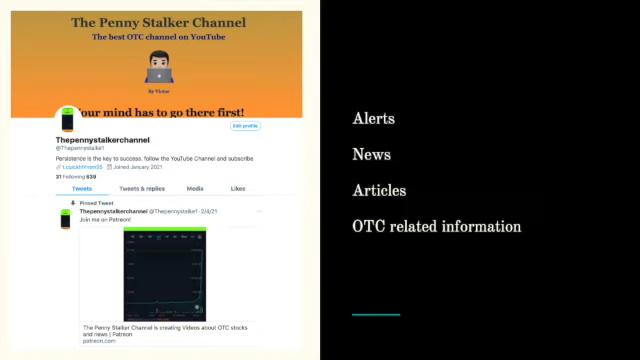 The Penny Stalker Channel
The best OTC channel on YouTube
By Victor
Your mind has to go there first!
Edit profile
Thepennystalkerchannel
@Thepennystalke1
Persistence is the key to success, follow the YouTube Channel and subscribe
Joined January 2021
31 Following 639
Tweets
Tweets & replies
Media
Likes
Pinned Tweet
Thepennystalkerchannel @Thepennystalke1 · 2/4/21
Join me on Patreon!
The Penny Stalker Channel is creating Videos about OTC stocks
and news | Patreon
patreon.com
Alerts
News
Articles
OTC related information